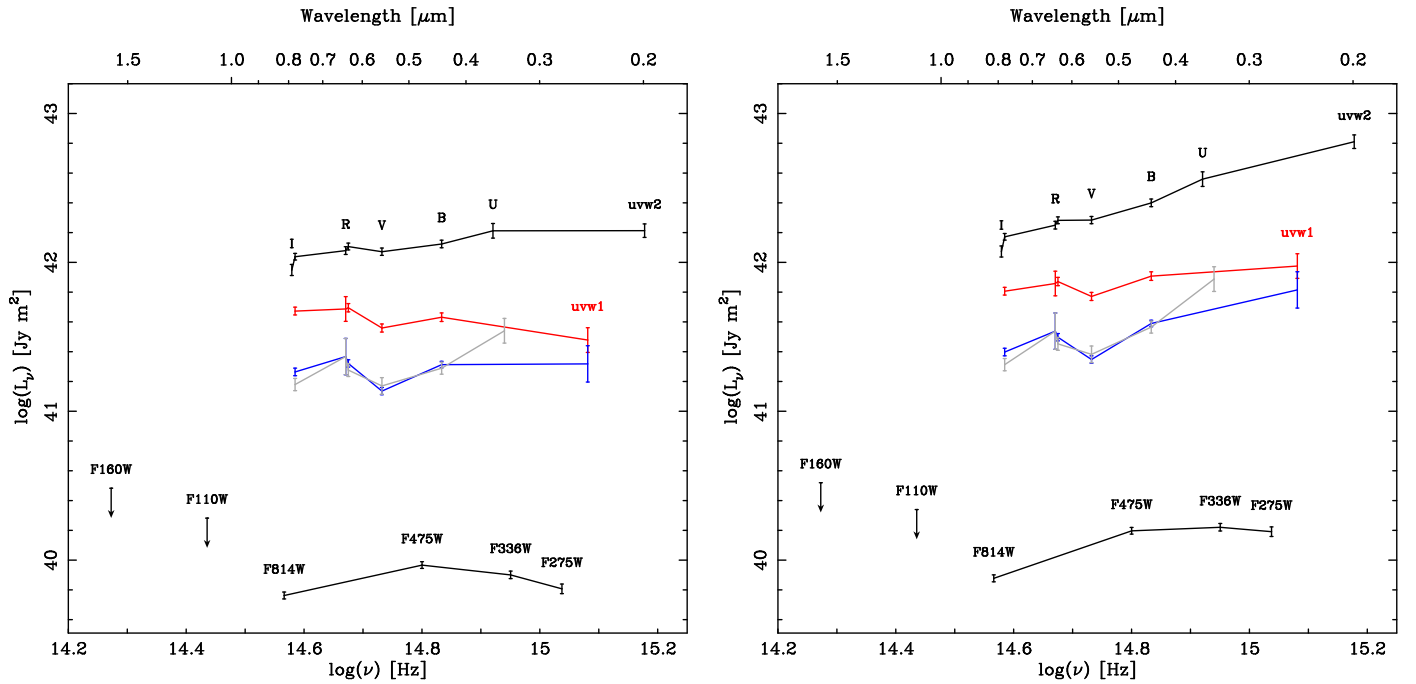 Wavelength [μm]
1.5 1.0 0.8 0.7 0.6 0.5 0.4 0.3 0.2
43
42
41
40
log(Lν) [Jy m²]
I R V B U uvw2
uvw1
F160W
F110W
F814W
F475W
F336W
F275W
14.2 14.4 14.6 14.8 15 15.2
log(ν) [Hz]
Wavelength [μm]
1.5 1.0 0.8 0.7 0.6 0.5 0.4 0.3 0.2
43
42
41
40
log(Lν) [Jy m²]
I R V B U uvw2
uvw1
F160W
F110W
F814W
F475W
F336W
F275W
14.2 14.4 14.6 14.8 15 15.2
log(ν) [Hz]